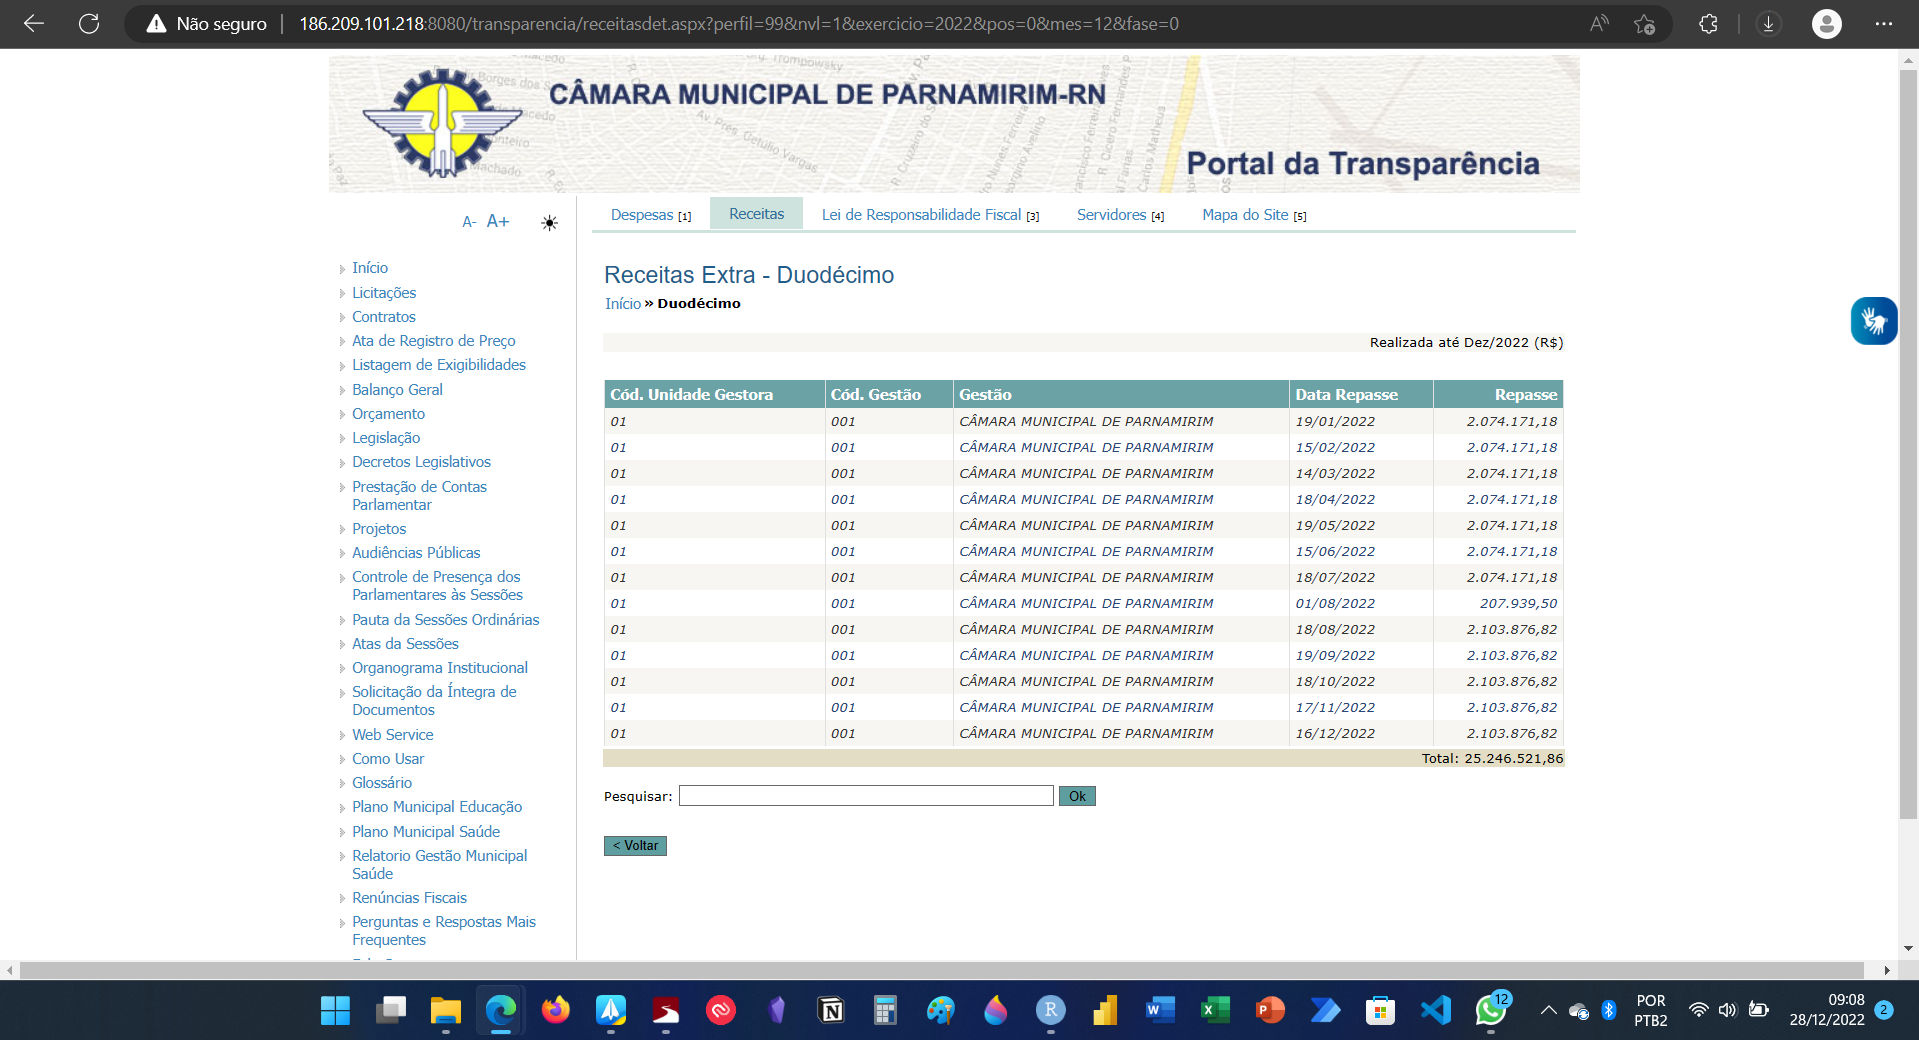 Não seguro
186.209.101.218:8080/transparencia/receitasdet.aspx?perfil=99&nvl=1&exercicio=2022&pos=0&mes=12&fase=0
CÂMARA MUNICIPAL DE PARNAMIRIM-RN
Portal da Transparência
A- A+
Despesas [1] Receitas Lei de Responsabilidade Fiscal [3] Servidores [4] Mapa do Site [5]
Início
Licitações
Contratos
Ata de Registro de Preço
Listagem de Exigibilidades
Balanço Geral
Orçamento
Legislação
Decretos Legislativos
Prestação de Contas
Parlamentar
Projetos
Audiências Públicas
Controle de Presença dos
Parlamentares às Sessões
Pauta da Sessões Ordinárias
Atas da Sessões
Organograma Institucional
Solicitação da Íntegra de
Documentos
Web Service
Como Usar
Glossário
Plano Municipal Educação
Plano Municipal Saúde
Relatorio Gestão Municipal
Saúde
Renúncias Fiscais
Perguntas e Respostas Mais
Frequentes
Receitas Extra - Duodécimo
Início » Duodécimo
Realizada até Dez/2022 (R$)
Cód. Unidade Gestora Cód. Gestão Gestão Data Repasse Repasse
01 001 CÂMARA MUNICIPAL DE PARNAMIRIM 19/01/2022 2.074.171,18
01 001 CÂMARA MUNICIPAL DE PARNAMIRIM 15/02/2022 2.074.171,18
01 001 CÂMARA MUNICIPAL DE PARNAMIRIM 14/03/2022 2.074.171,18
01 001 CÂMARA MUNICIPAL DE PARNAMIRIM 18/04/2022 2.074.171,18
01 001 CÂMARA MUNICIPAL DE PARNAMIRIM 19/05/2022 2.074.171,18
01 001 CÂMARA MUNICIPAL DE PARNAMIRIM 15/06/2022 2.074.171,18
01 001 CÂMARA MUNICIPAL DE PARNAMIRIM 18/07/2022 2.074.171,18
01 001 CÂMARA MUNICIPAL DE PARNAMIRIM 01/08/2022 207.939,50
01 001 CÂMARA MUNICIPAL DE PARNAMIRIM 18/08/2022 2.103.876,82
01 001 CÂMARA MUNICIPAL DE PARNAMIRIM 19/09/2022 2.103.876,82
01 001 CÂMARA MUNICIPAL DE PARNAMIRIM 18/10/2022 2.103.876,82
01 001 CÂMARA MUNICIPAL DE PARNAMIRIM 17/11/2022 2.103.876,82
01 001 CÂMARA MUNICIPAL DE PARNAMIRIM 16/12/2022 2.103.876,82
Total: 25.246.521,86
Pesquisar: Ok
< Voltar
12
POR
PTB2
09:08
28/12/2022
2